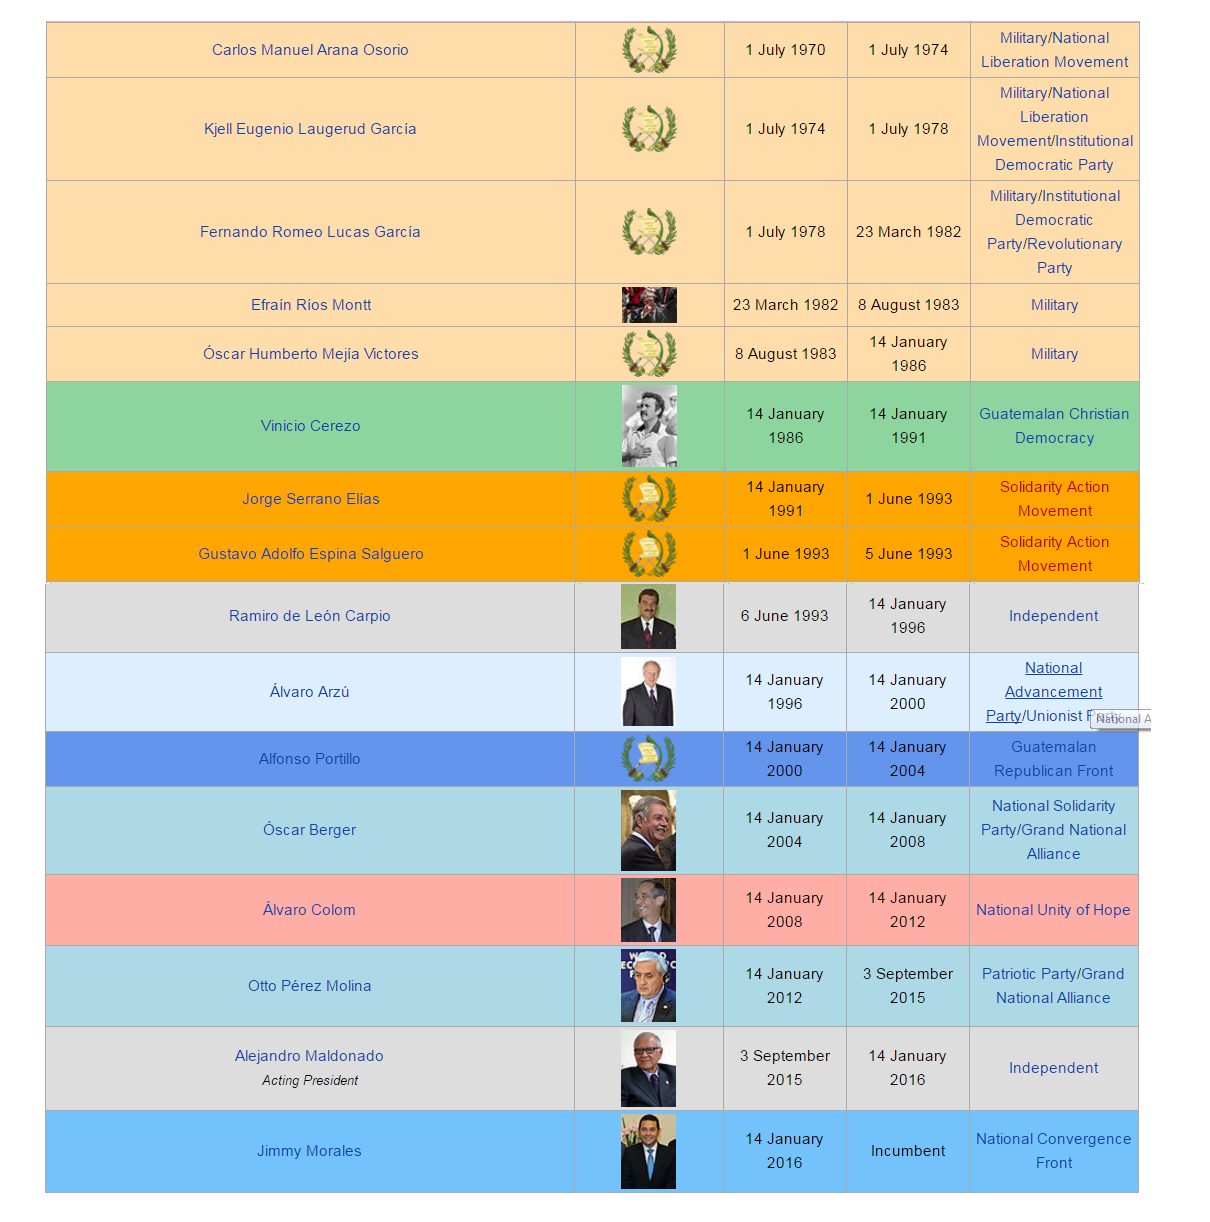 Carlos Manuel Arana Osorio
1 July 1970
1 July 1974
Military/National
Liberation Movement
Kjell Eugenio Laugerud García
1 July 1974
1 July 1978
Military/National
Liberation
Movement/Institutional
Democratic Party
Fernando Romeo Lucas García
1 July 1978
23 March 1982
Military/Institutional
Democratic
Party/Revolutionary
Party
Efraín Ríos Montt
23 March 1982
8 August 1983
Military
Óscar Humberto Mejía Victores
8 August 1983
14 January
1986
Military
Vinicio Cerezo
14 January
1986
14 January
1991
Guatemalan Christian
Democracy
Jorge Serrano Elías
14 January
1991
1 June 1993
Solidarity Action
Movement
Gustavo Adolfo Espina Salguero
1 June 1993
5 June 1993
Solidarity Action
Movement
Ramiro de León Carpio
6 June 1993
14 January
1996
Independent
Álvaro Arzú
14 January
1996
14 January
2000
National
Advancement
Party/Unionist Party
National A
Alfonso Portillo
14 January
2000
14 January
2004
Guatemalan
Republican Front
Óscar Berger
14 January
2004
14 January
2008
National Solidarity
Party/Grand National
Alliance
Álvaro Colom
14 January
2008
14 January
2012
National Unity of Hope
Otto Pérez Molina
WORLD
14 January
2012
3 September
2015
Patriotic Party/Grand
National Alliance
Alejandro Maldonado
Acting President
3 September
2015
14 January
2016
Independent
Jimmy Morales
14 January
2016
Incumbent
National Convergence
Front